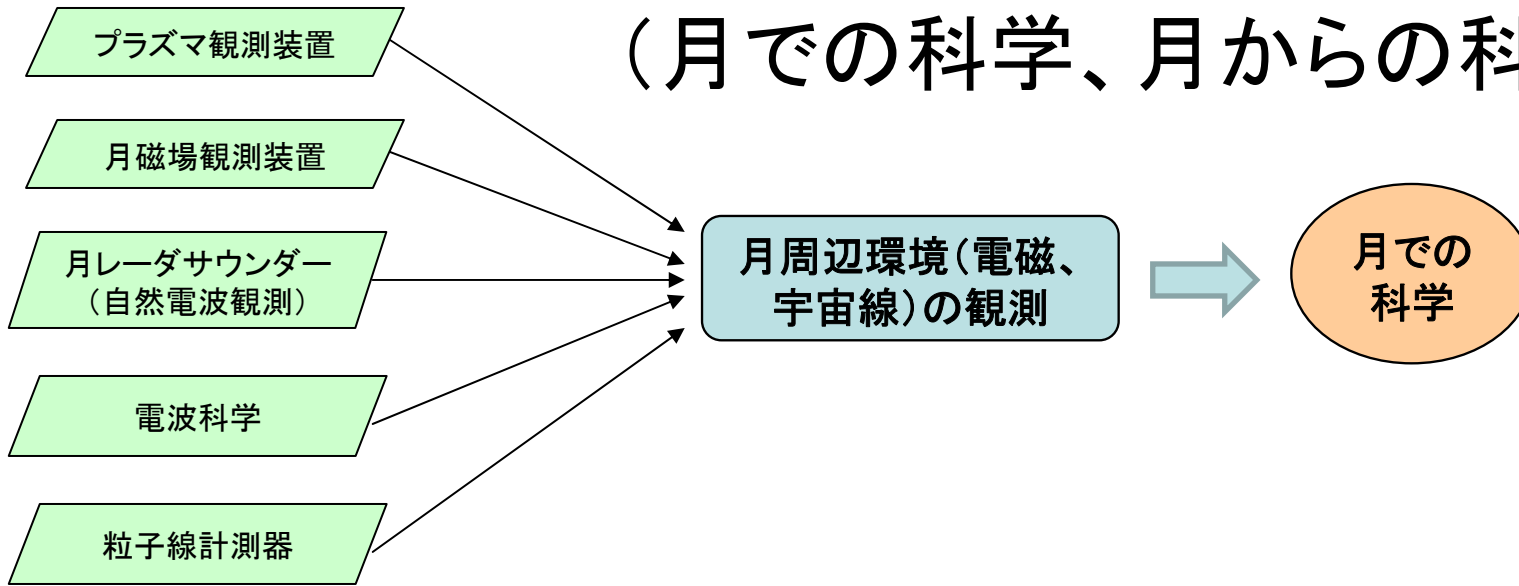 （月での科学、月からの科
プラズマ観測装置
月磁場観測装置
月レーダサウンダー
（自然電波観測）
電波科学
粒子線計測器
月周辺環境（電磁、
宇宙線）の観測
月での
科学